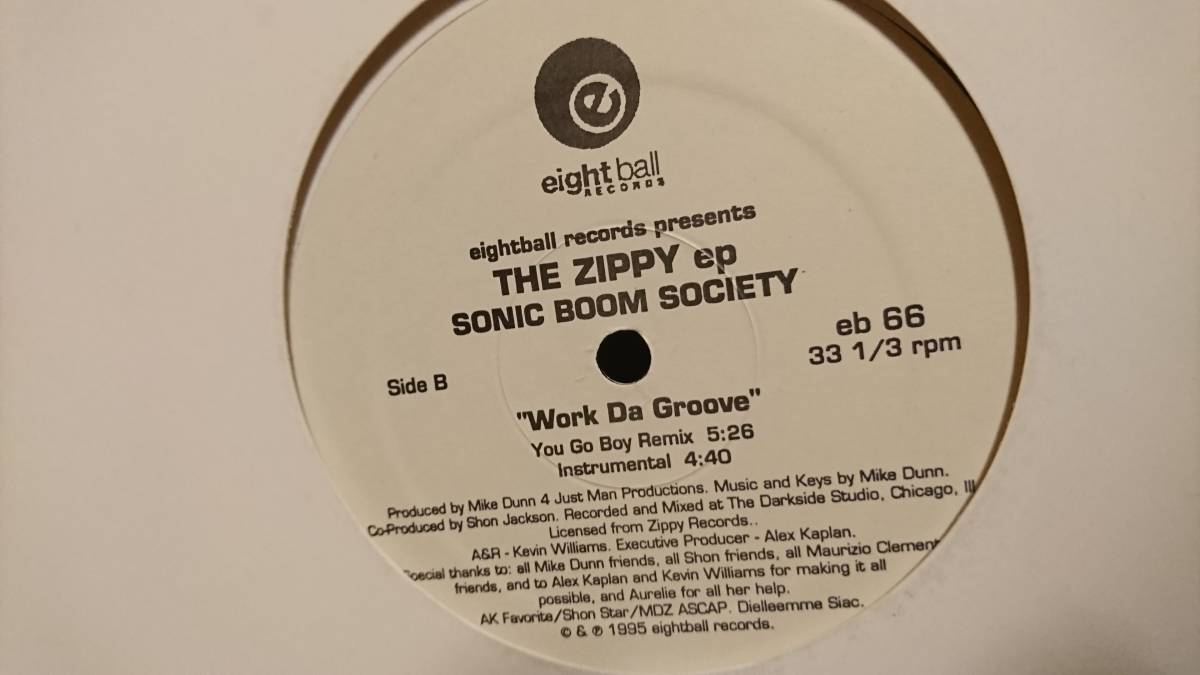 e
eightball
RECORDS
eightball records presents
THE ZIPPY ep
SONIC BOOM SOCIETY
eb 66
33 1/3 rpm
Side B
"Work Da Groove"
You Go Boy Remix 5:26
Instrumental 4:40
Produced by Mike Dunn 4 Just Man Productions. Music and Keys by Mike Dunn.
Co-Produced by Shon Jackson. Recorded and Mixed at The Darkside Studio, Chicago, Ill
Licensed from Zippy Records..
A&R - Kevin Williams. Executive Producer - Alex Kaplan.
Special thanks to: all Mike Dunn friends, all Shon friends, all Maurizio Clement
friends, and to Alex Kaplan and Kevin Williams for making it all
possible, and Aurelie for all her help.
AK Favorite/Shon Star/MDZ ASCAP. Dielleemme Siac.
© & ℗ 1995 eightball records.